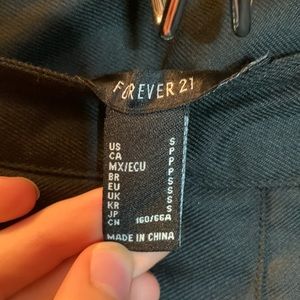 FOREVER 21
US S
CA P
MX/ECU P
BR P
EU S
UK S
KR S
JP S
CN 160/66A
MADE IN CHINA